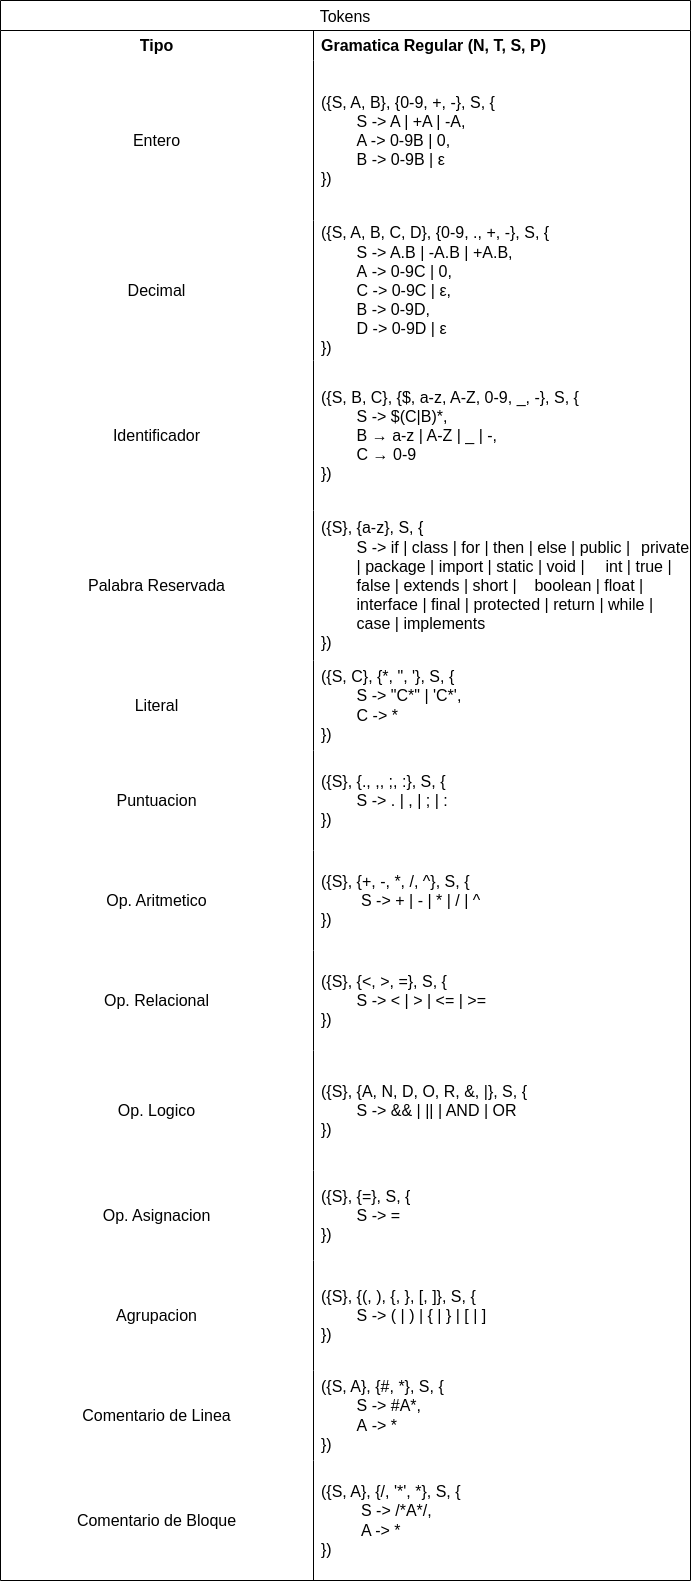 Tokens
Tipo
Gramatica Regular (N, T, S, P)
Entero
({S, A, B}, {0-9, +, -}, S, {
S -> A | +A | -A,
A -> 0-9B | 0,
B -> 0-9B | ε
})
Decimal
({S, A, B, C, D}, {0-9, ., +, -}, S, {
S -> A.B | -A.B | +A.B,
A -> 0-9C | 0,
C -> 0-9C | ε,
B -> 0-9D,
D -> 0-9D | ε
})
Identificador
({S, B, C}, {$, a-z, A-Z, 0-9, _, -}, S, {
S -> $(C|B)*,
B → a-z | A-Z | _ | -,
C → 0-9
})
Palabra Reservada
({S}, {a-z}, S, {
S -> if | class | for | then | else | public | private
| package | import | static | void | int | true |
false | extends | short | boolean | float |
interface | final | protected | return | while |
case | implements
})
Literal
({S, C}, {*, ", '}, S, {
S -> "C*" | 'C*',
C -> *
})
Puntuacion
({S}, {., ,, ;, :}, S, {
S -> . | , | ; | :
})
Op. Aritmetico
({S}, {+, -, *, /, ^}, S, {
S -> + | - | * | / | ^
})
Op. Relacional
({S}, {<, >, =}, S, {
S -> < | > | <= | >=
})
Op. Logico
({S}, {A, N, D, O, R, &, |}, S, {
S -> && | || | AND | OR
})
Op. Asignacion
({S}, {=}, S, {
S -> =
})
Agrupacion
({S}, {(, ), {, }, [, ]}, S, {
S -> ( | ) | { | } | [ | ]
})
Comentario de Linea
({S, A}, {#, *}, S, {
S -> #A*,
A -> *
})
Comentario de Bloque
({S, A}, {/, '*', *}, S, {
S -> /*A*/,
A -> *
})